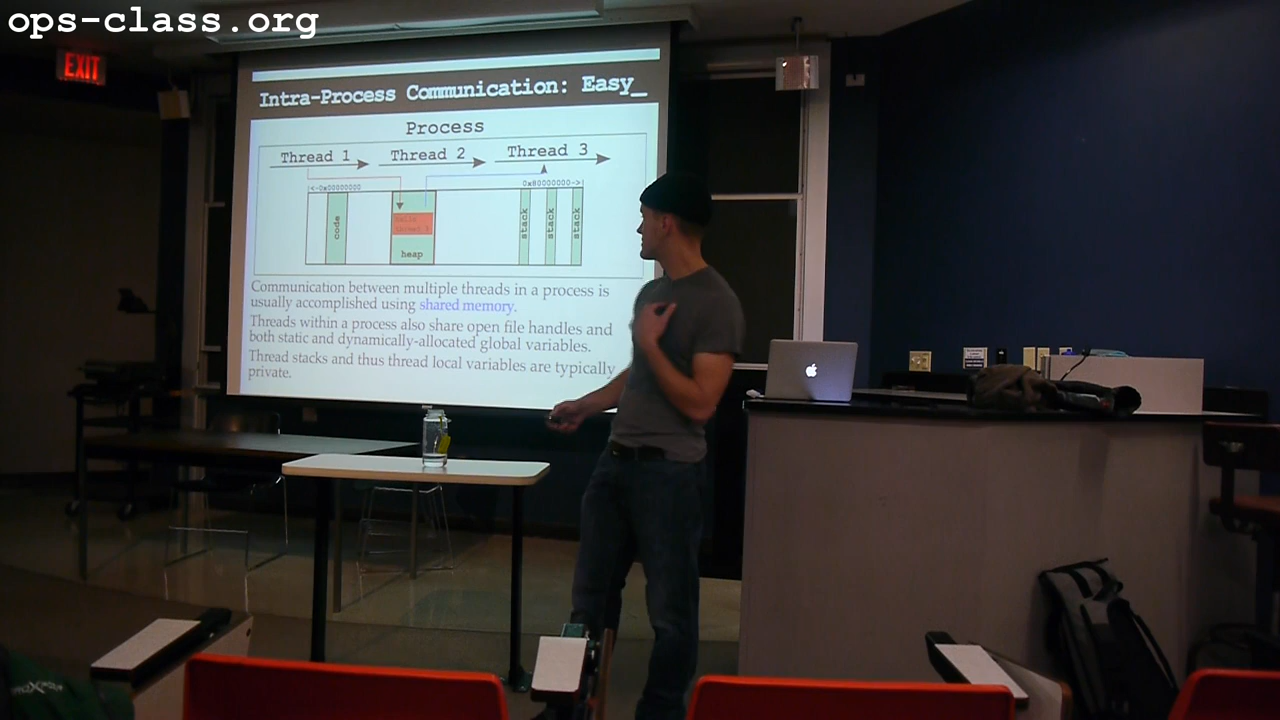 ops-class.org
EXIT
Intra-Process Communication: Easy_
Process
Thread 1
Thread 2
Thread 3
|<-0x00000000
0x80000000->|
code
hello
thread 3
heap
stack
stack
stack
Communication between multiple threads in a process is
usually accomplished using shared memory.
Threads within a process also share open file handles and
both static and dynamically-allocated global variables.
Thread stacks and thus thread local variables are typically
private.